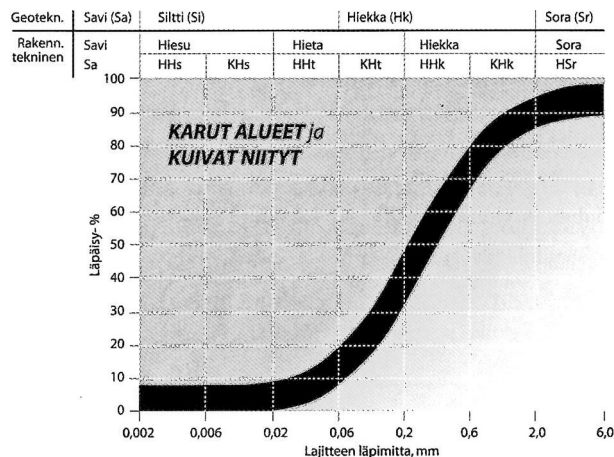 Geotekn. Savi (Sa) Siltti (Si) Hiekka (Hk) Sora (Sr)
Rakenn. tekninen Savi Hiesu Hieta Hiekka Sora
Sa HHs KHs HHt KHt HHk KHk HSr
100
90
80
70
60
50
40
30
20
10
0
Läpäisy- %
KARUT ALUEET ja
KUIVAT NIITYT
0,002 0,006 0,02 0,06 0,2 0,6 2,0 6,0
Lajitteen läpimitta, mm